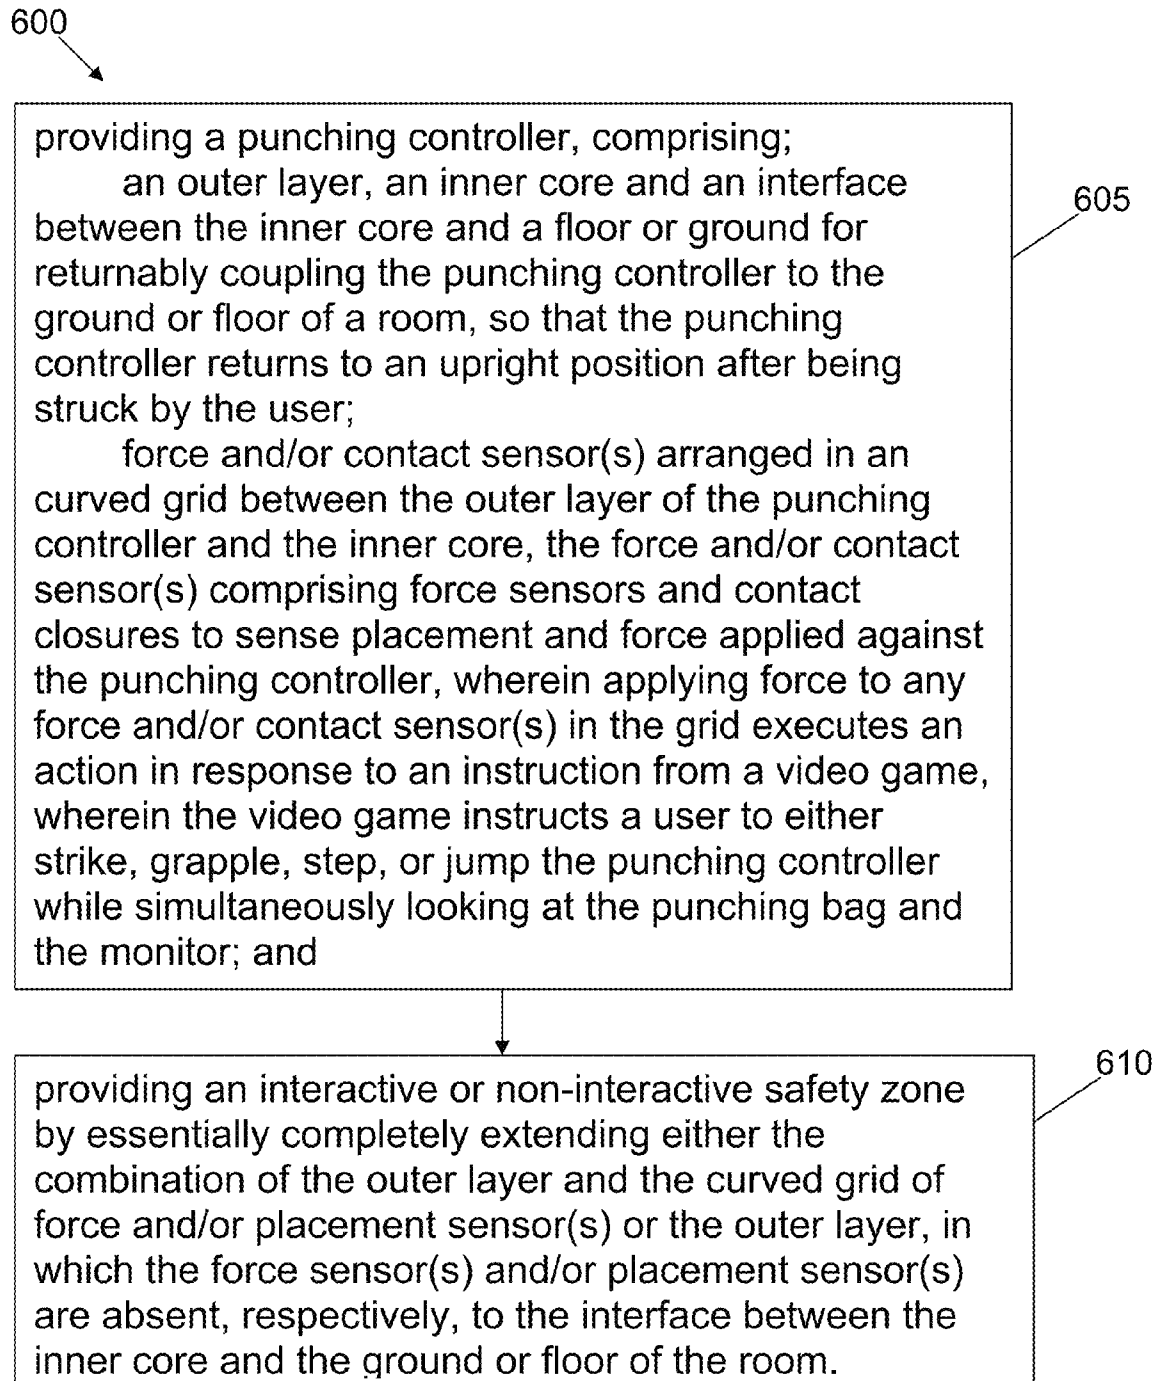 600
providing a punching controller, comprising;
an outer layer, an inner core and an interface
between the inner core and a floor or ground for
returnably coupling the punching controller to the
ground or floor of a room, so that the punching
controller returns to an upright position after being
struck by the user;
force and/or contact sensor(s) arranged in an
curved grid between the outer layer of the punching
controller and the inner core, the force and/or contact
sensor(s) comprising force sensors and contact
closures to sense placement and force applied against
the punching controller, wherein applying force to any
force and/or contact sensor(s) in the grid executes an
action in response to an instruction from a video game,
wherein the video game instructs a user to either
strike, grapple, step, or jump the punching controller
while simultaneously looking at the punching bag and
the monitor; and
605
providing an interactive or non-interactive safety zone
by essentially completely extending either the
combination of the outer layer and the curved grid of
force and/or placement sensor(s) or the outer layer, in
which the force sensor(s) and/or placement sensor(s)
are absent, respectively, to the interface between the
inner core and the ground or floor of the room.
610